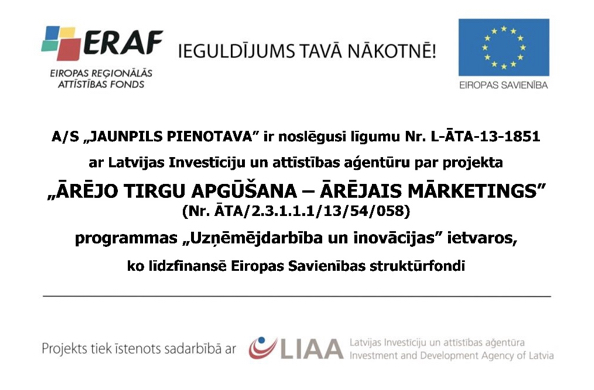 ERAF
EIROPAS REĢIONĀLĀS
ATTĪSTĪBAS FONDS
IEGULDĪJUMS TAVĀ NĀKOTNĒ!
EIROPAS SAVIENĪBA
A/S „JAUNPILS PIENOTAVA” ir noslēgusi līgumu Nr. L-ĀTA-13-1851
ar Latvijas Investīciju un attīstības aģentūru par projekta
„ĀRĒJO TIRGU APGŪŠANA – ĀRĒJAIS MĀRKETINGS”
(Nr. ĀTA/2.3.1.1.1/13/54/058)
programmas „Uzņēmējdarbība un inovācijas” ietvaros,
ko līdzfinansē Eiropas Savienības struktūrfondi
Projekts tiek īstenots sadarbībā ar
LIAA
Latvijas Investīciju un attīstības aģentūra
Investment and Development Agency of Latvia